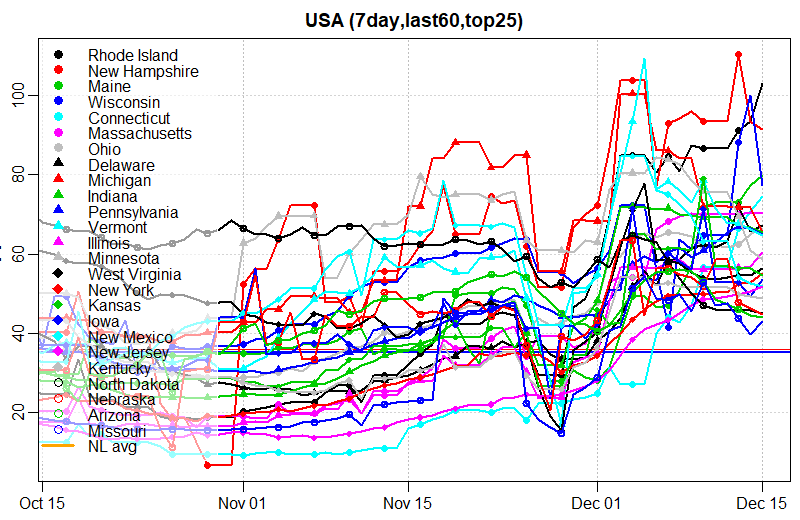 USA (7day,last60,top25)
Rhode Island
New Hampshire
Maine
Wisconsin
Connecticut
Massachusetts
Ohio
Delaware
Michigan
Indiana
Pennsylvania
Vermont
Illinois
Minnesota
West Virginia
New York
Kansas
Iowa
New Mexico
New Jersey
Kentucky
North Dakota
Nebraska
Arizona
Missouri
NL avg
100
80
60
40
20
Oct 15 Nov 01 Nov 15 Dec 01 Dec 15